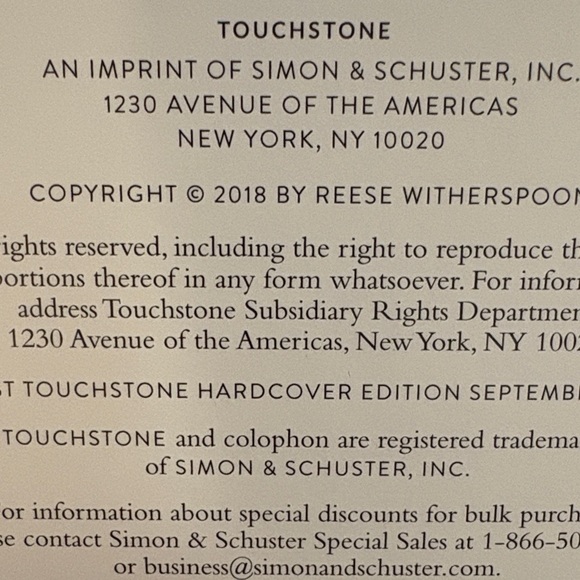 TOUCHSTONE
AN IMPRINT OF SIMON & SCHUSTER, INC.
1230 AVENUE OF THE AMERICAS
NEW YORK, NY 10020
COPYRIGHT © 2018 BY REESE WITHERSPOON
ights reserved, including the right to reproduce th
portions thereof in any form whatsoever. For infor
address Touchstone Subsidiary Rights Departmen
1230 Avenue of the Americas, New York, NY 1002
ST TOUCHSTONE HARDCOVER EDITION SEPTEMB
TOUCHSTONE and colophon are registered tradema
of SIMON & SCHUSTER, INC.
or information about special discounts for bulk purch
se contact Simon & Schuster Special Sales at 1-866-50
or business@simonandschuster.com.